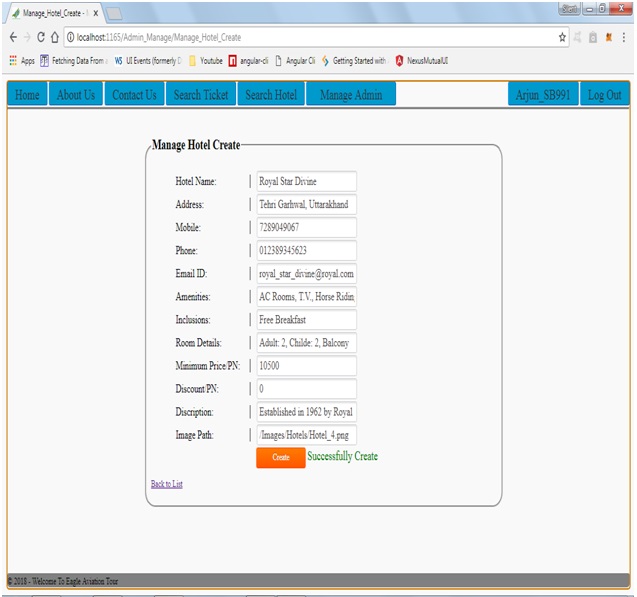 Manage_Hotel_Create - M
localhost:1165/Admin_Manage/Manage_Hotel_Create
Apps Fetching Data From WS UI Events (formerly D Youtube angular-cli Angular Cli Getting Started with NexusMutualUI
Home About Us Contact Us Search Ticket Search Hotel Manage Admin Arjun_SB991 Log Out
Manage Hotel Create
Hotel Name: Royal Star Divine
Address: Tehri Garhwal, Uttarakhand
Mobile: 7289049067
Phone: 012389345623
Email ID: royal_star_divine@royal.com
Amenities: AC Rooms, T.V., Horse Ridin
Inclusions: Free Breakfast
Room Details: Adult: 2, Childe: 2, Balcony
Minimum Price/PN: 10500
Discount/PN: 0
Discription: Established in 1962 by Royal
Image Path: /Images/Hotels/Hotel_4.png
Create Successfully Create
Back to List
© 2018 - Welcome To Eagle Aviation Tour